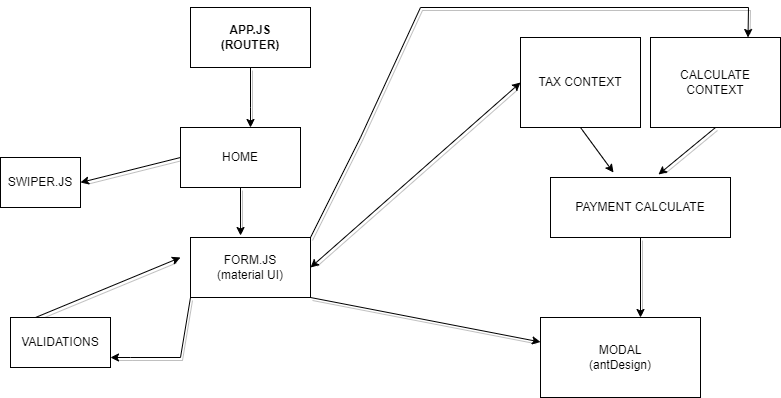 APP.JS
(ROUTER)
TAX CONTEXT
CALCULATE
CONTEXT
HOME
SWIPER.JS
PAYMENT CALCULATE
FORM.JS
(material UI)
VALIDATIONS
MODAL
(antDesign)